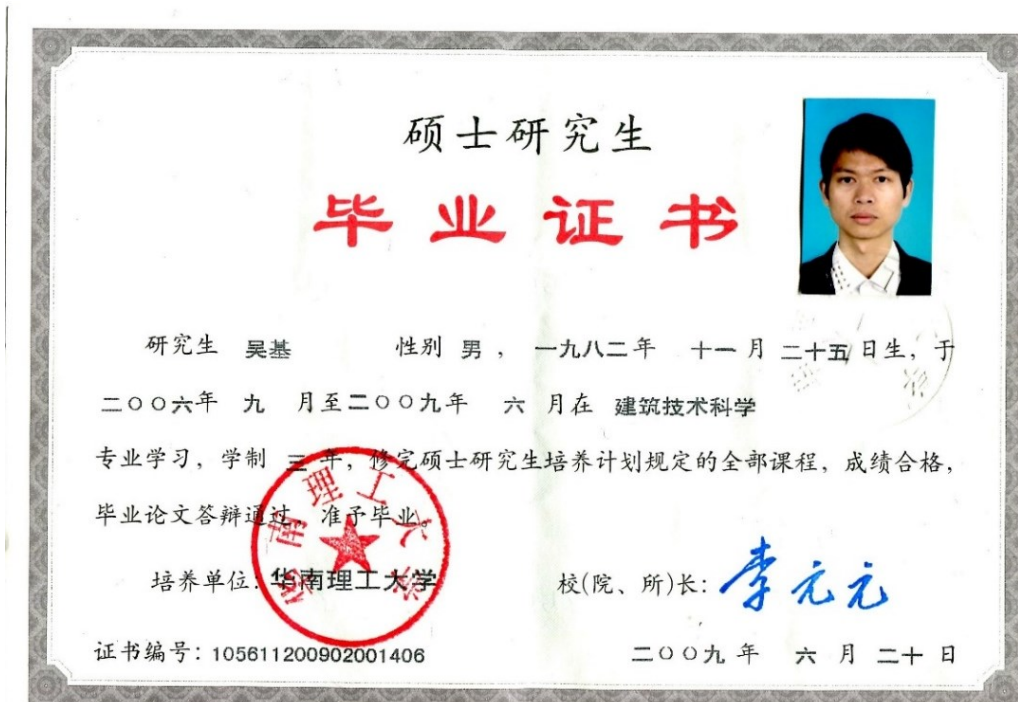 硕士研究生
毕业证书
研究生 吴基 性别 男 ， 一九八二年 十一月 二十五日生，于
二〇〇六年 九 月至二〇〇九年 六 月在 建筑技术科学
专业学习，学制 三 年，修完硕士研究生培养计划规定的全部课程，成绩合格，
毕业论文答辩通过，准予毕业。
华南理工大学
培养单位：华南理工大学 校(院、所)长：李元元
证书编号：105611200902001406 二〇〇九 年 六 月 二十 日